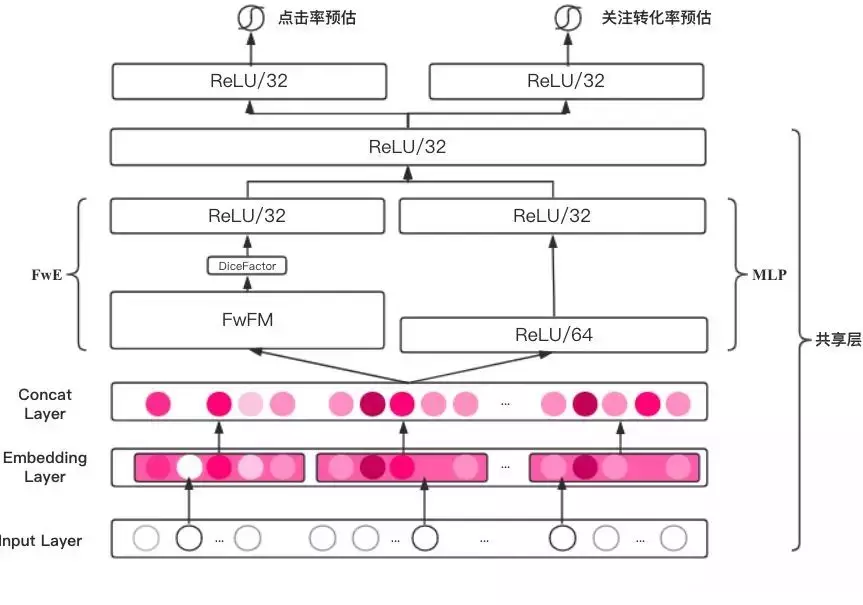 点击率预估
关注转化率预估
ReLU/32
ReLU/32
ReLU/32
ReLU/32
ReLU/32
FwE
DiceFactor
MLP
FwFM
ReLU/64
共享层
Concat
Layer
...
Embedding
Layer
...
Input Layer
...
...
...
...